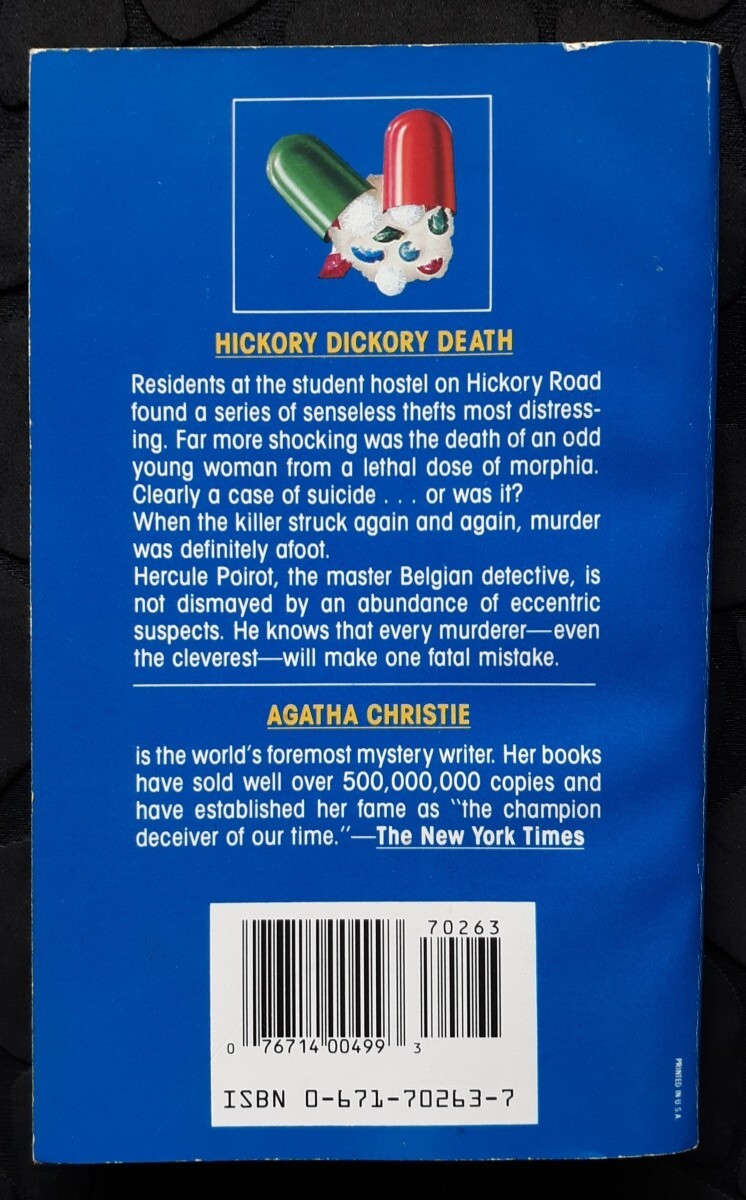 HICKORY DICKORY DEATH
Residents at the student hostel on Hickory Road
found a series of senseless thefts most distress-
ing. Far more shocking was the death of an odd
young woman from a lethal dose of morphia.
Clearly a case of suicide . . . or was it?
When the killer struck again and again, murder
was definitely afoot.
Hercule Poirot, the master Belgian detective, is
not dismayed by an abundance of eccentric
suspects. He knows that every murderer—even
the cleverest—will make one fatal mistake.
AGATHA CHRISTIE
is the world's foremost mystery writer. Her books
have sold well over 500,000,000 copies and
have established her fame as "the champion
deceiver of our time."—The New York Times
70263
0 76714 00499 3
ISBN 0-671-70263-7
PRINTED IN U.S.A.